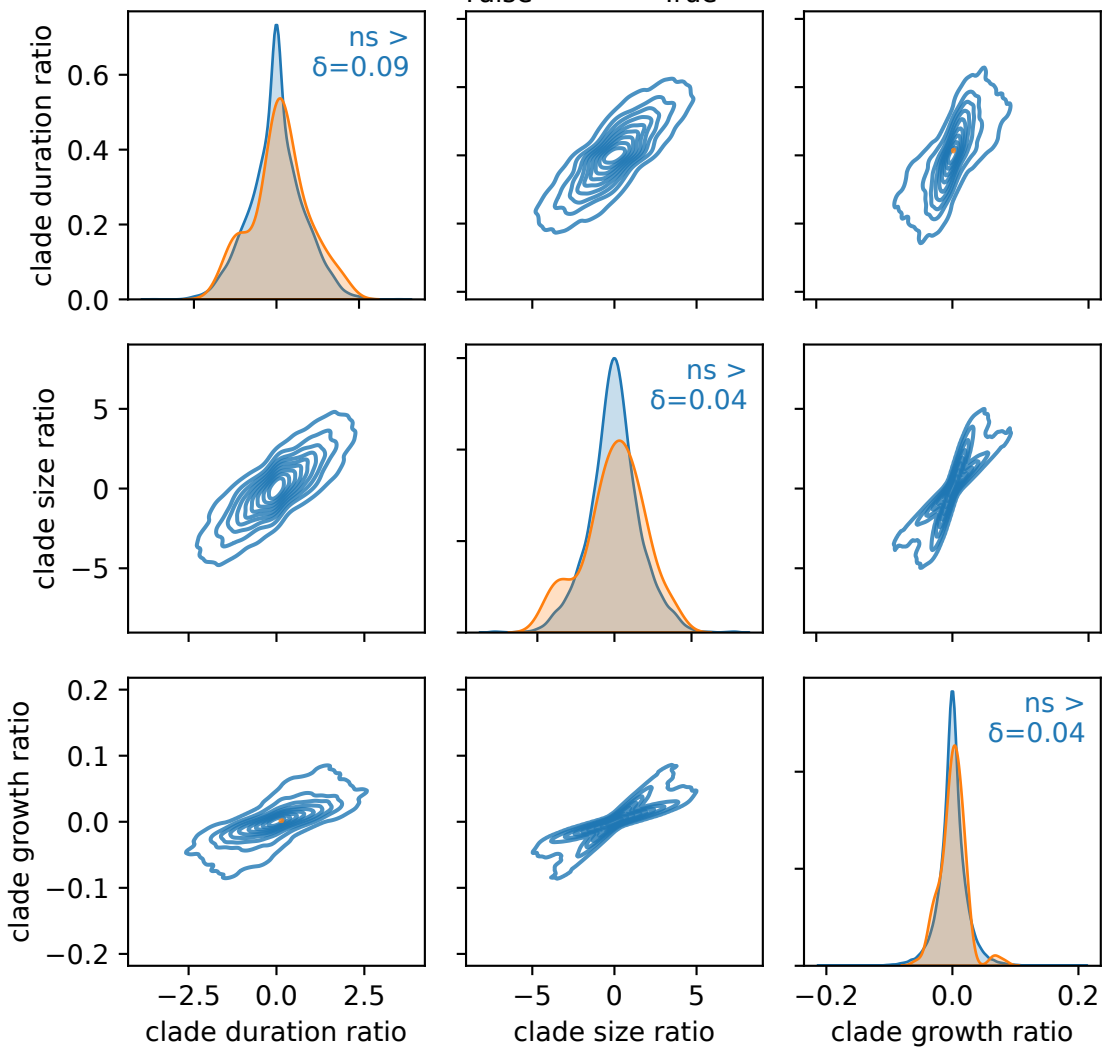 clade duration ratio
0.6
0.4
0.2
0.0
ns >
δ=0.09
clade size ratio
5
0
−5
ns >
δ=0.04
clade growth ratio
0.2
0.1
0.0
−0.1
−0.2
ns >
δ=0.04
−2.5 0.0 2.5
−5 0 5
−0.2 0.0 0.2
clade duration ratio
clade size ratio
clade growth ratio